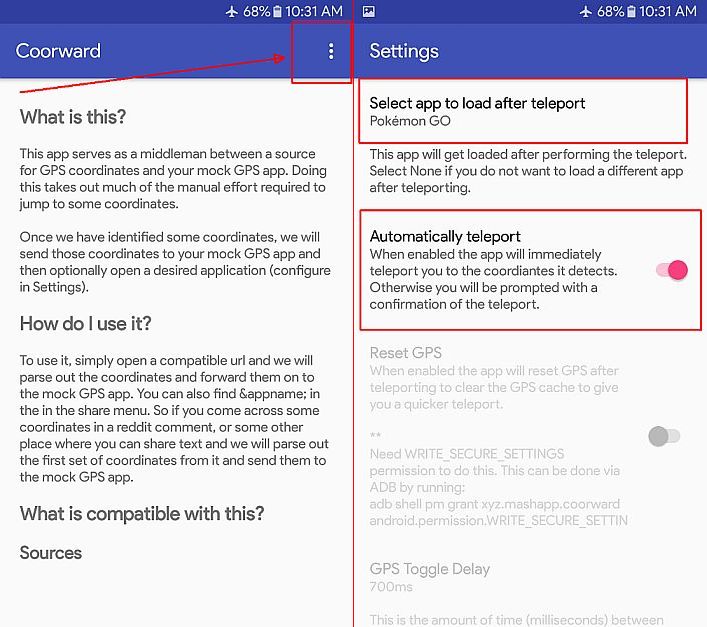 68% 10:31 AM
Coorward
What is this?
This app serves as a middleman between a source
for GPS coordinates and your mock GPS app. Doing
this takes out much of the manual effort required to
jump to some coordinates.
Once we have identified some coordinates, we will
send those coordinates to your mock GPS app and
then optionally open a desired application (configure
in Settings).
How do I use it?
To use it, simply open a compatible url and we will
parse out the coordinates and forward them on to
the mock GPS app. You can also find &appname; in
the in the share menu. So if you come across some
coordinates in a reddit comment, or some other
place where you can share text and we will parse out
the first set of coordinates from it and send them to
the mock GPS app.
What is compatible with this?
Sources
68% 10:31 AM
Settings
Select app to load after teleport
Pokémon GO
This app will get loaded after performing the teleport.
Select None if you do not want to load a different app
after teleporting.
Automatically teleport
When enabled the app will immediately
teleport you to the coordiantes it detects.
Otherwise you will be prompted with a
confirmation of the teleport.
Reset GPS
When enabled the app will reset GPS after
teleporting to clear the GPS cache to give
you a quicker teleport.
**
Need WRITE_SECURE_SETTINGS
permission to do this. This can be done via
ADB by running:
adb shell pm grant xyz.mashapp.coorward
android.permission.WRITE_SECURE_SETTIN
GPS Toggle Delay
700ms
This is the amount of time (milliseconds) between